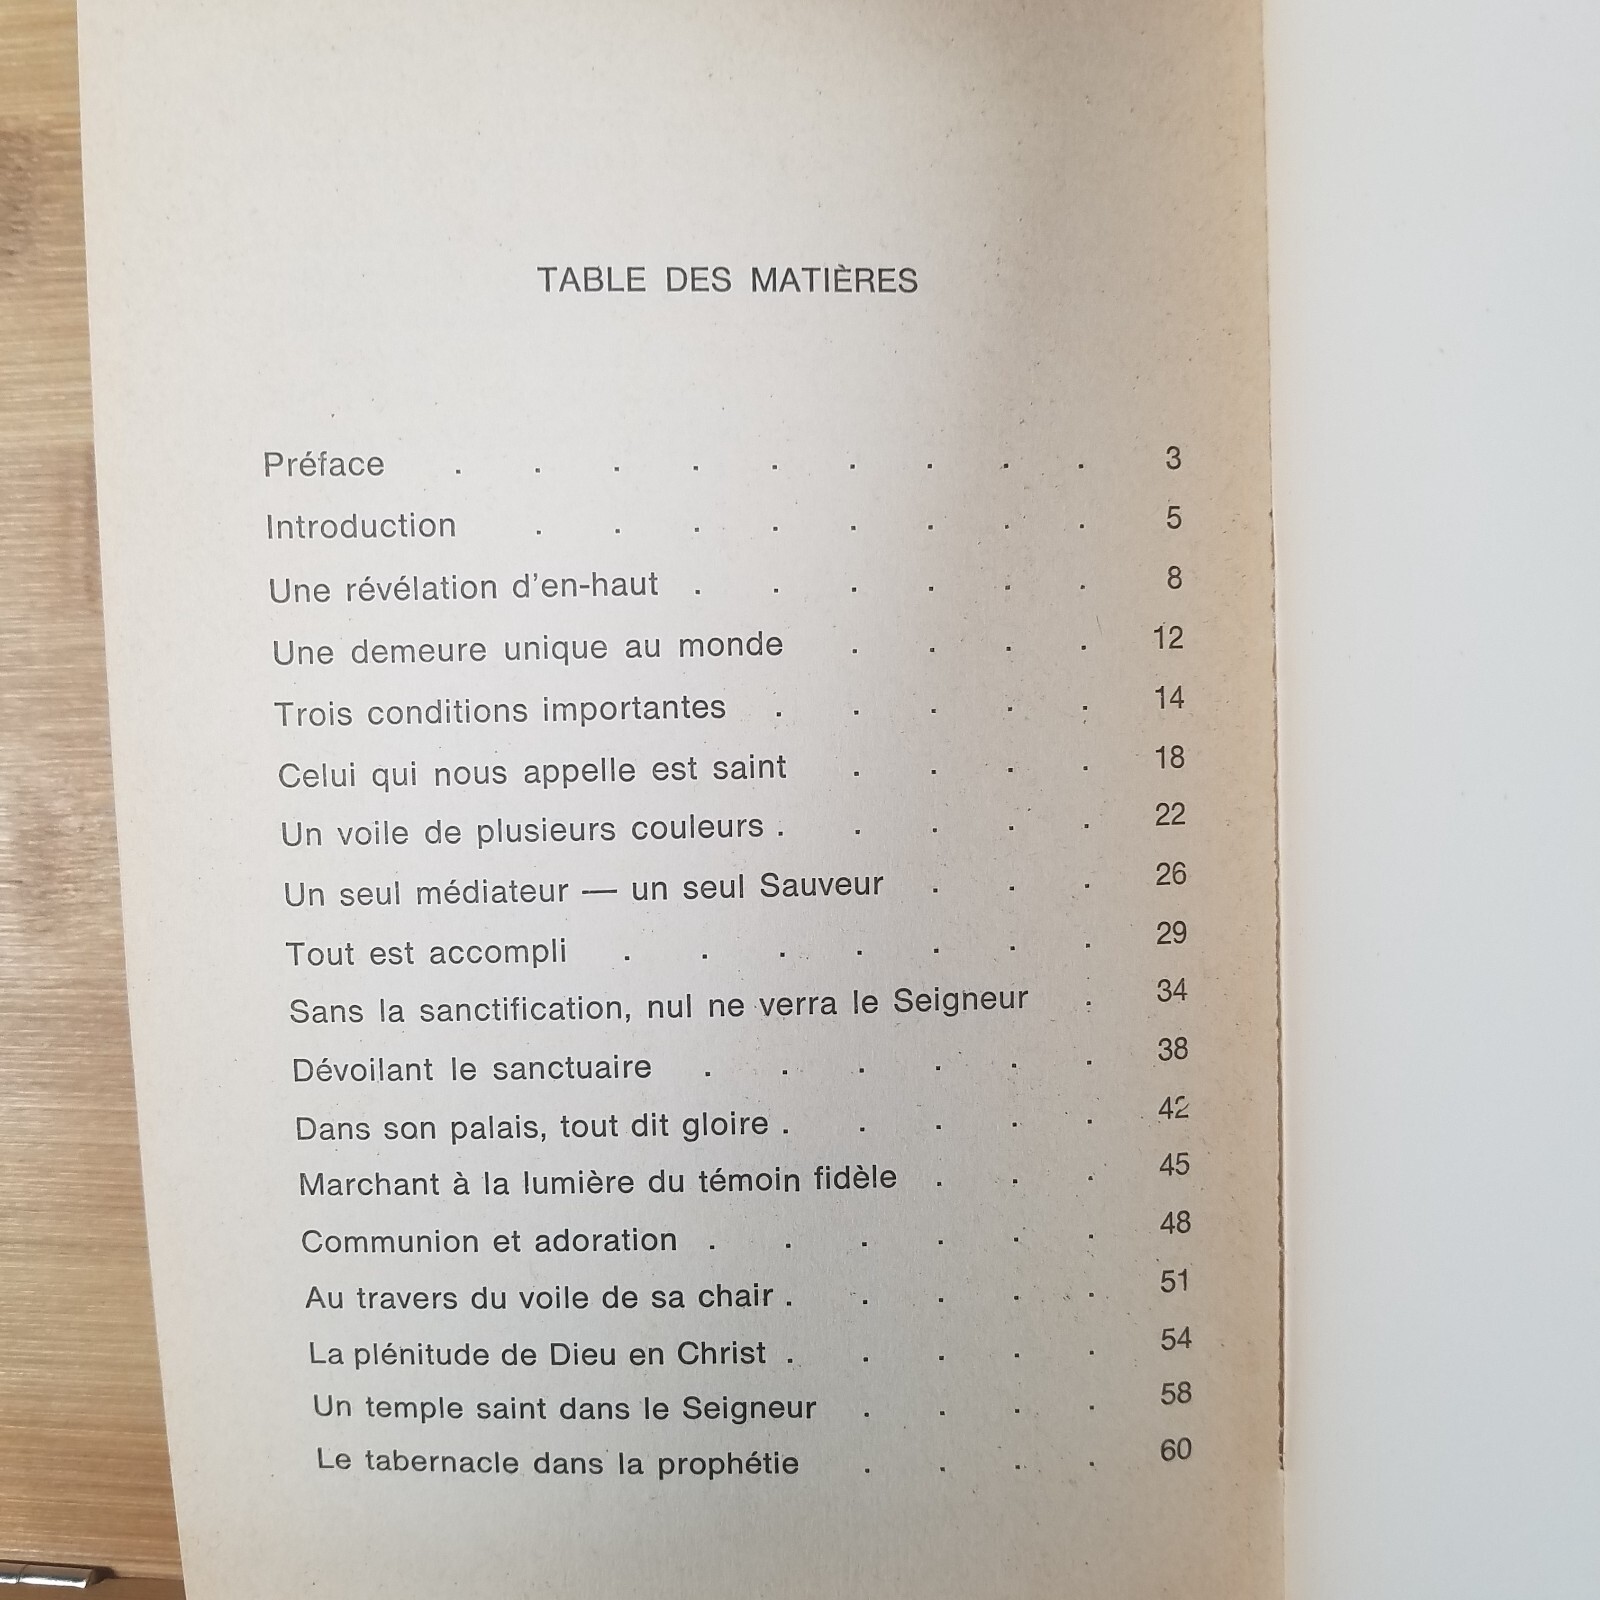 TABLE DES MATIÈRES
Préface . . . . . . . . . 3
Introduction . . . . . . . . 5
Une révélation d'en-haut . . . . . . 8
Une demeure unique au monde . . . . 12
Trois conditions importantes . . . . . 14
Celui qui nous appelle est saint . . . . 18
Un voile de plusieurs couleurs . . . . . 22
Un seul médiateur — un seul Sauveur . . . 26
Tout est accompli . . . . . . . 29
Sans la sanctification, nul ne verra le Seigneur . 34
Dévoilant le sanctuaire . . . . . . 38
Dans son palais, tout dit gloire . . . . . 42
Marchant à la lumière du témoin fidèle . . . 45
Communion et adoration . . . . . . 48
Au travers du voile de sa chair . . . . . 51
La plénitude de Dieu en Christ . . . . . 54
Un temple saint dans le Seigneur . . . . 58
Le tabernacle dans la prophétie . . . . 60